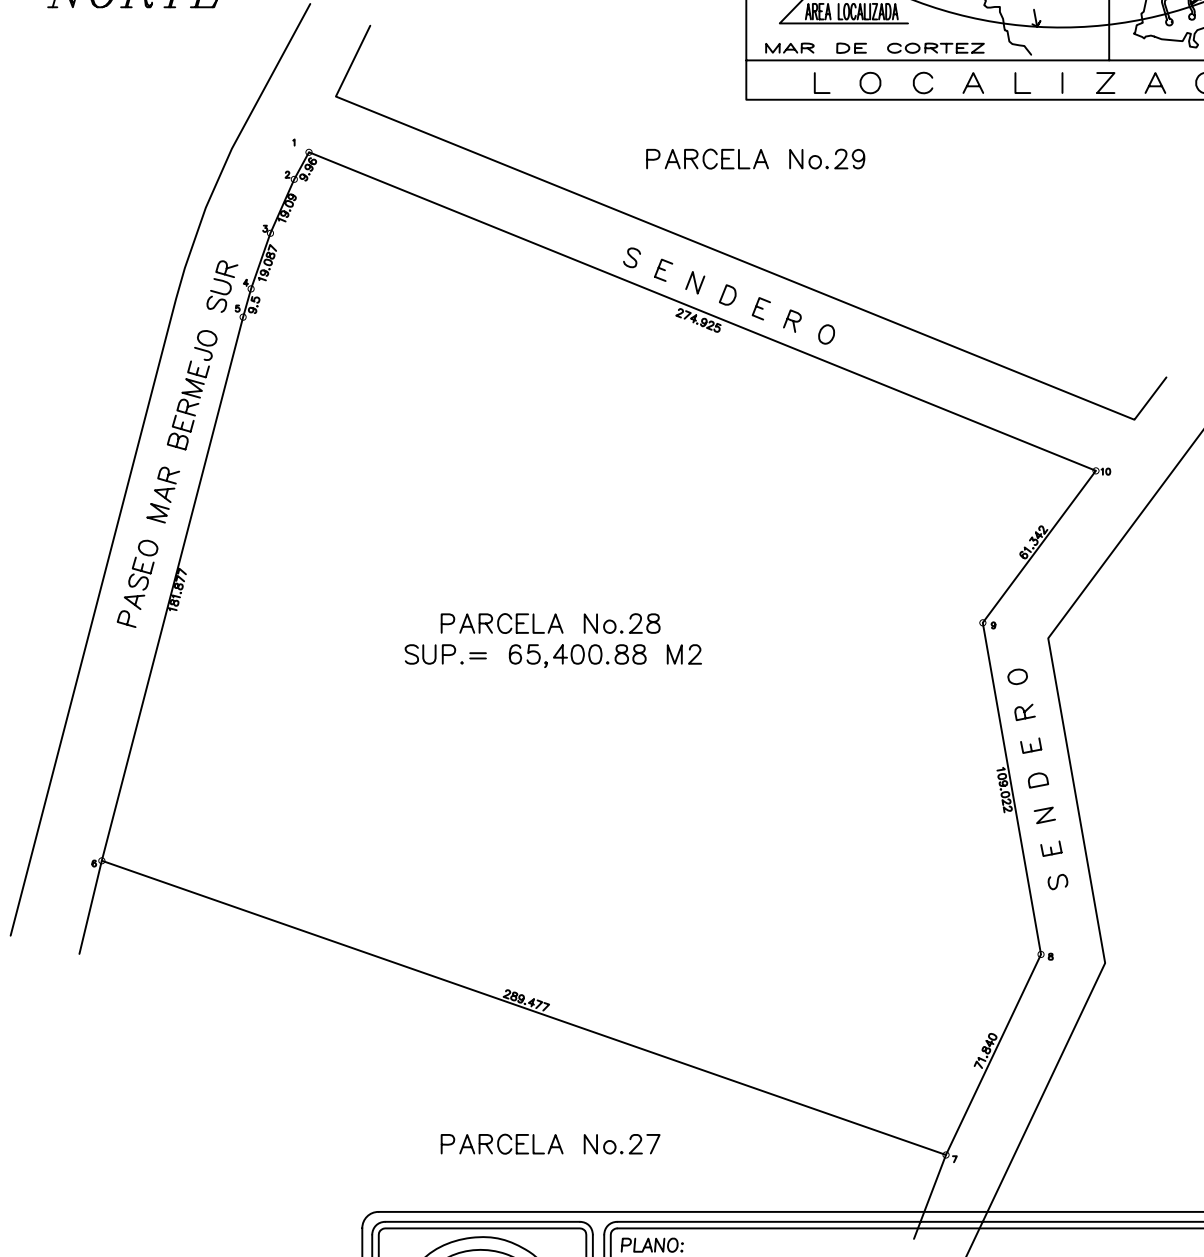 NORTE
AREA LOCALIZADA
MAR DE CORTEZ
PARCELA No.29
1
9.96
2
19.09
3
19.087
4
9.5
5
PASEO MAR BERMEJO SUR
181.877
SENDERO
274.925
10
61.342
9
PARCELA No.28
SUP.= 65,400.88 M2
SENDERO
109.022
6
8
289.477
71.840
PARCELA No.27
7
PLANO: